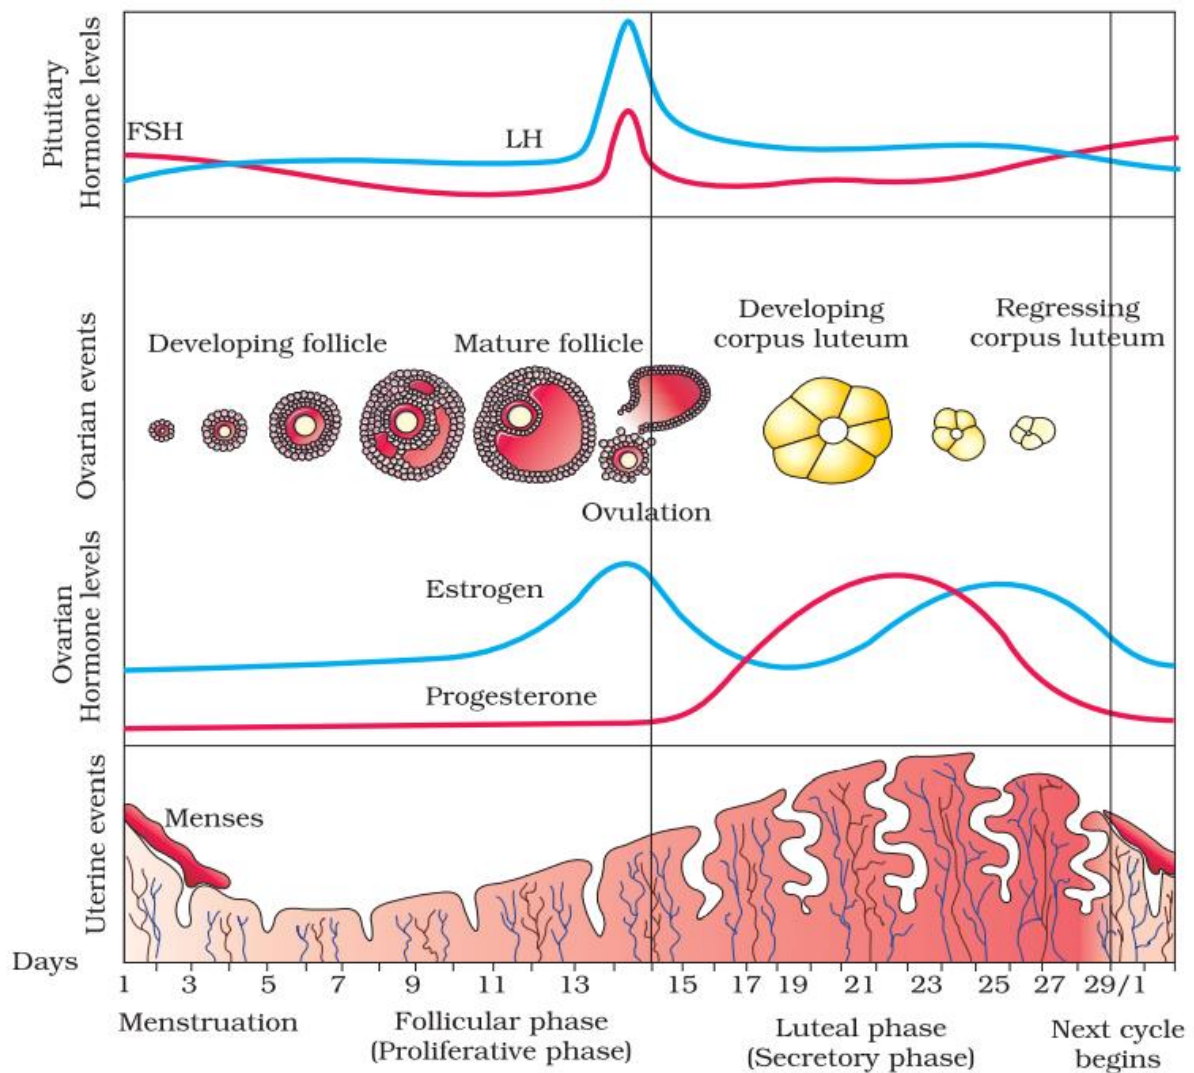 Pituitary
Hormone levels
FSH
LH
Ovarian events
Developing follicle
Mature follicle
Developing
corpus luteum
Regressing
corpus luteum
Ovulation
Ovarian
Hormone levels
Estrogen
Progesterone
Uterine events
Menses
Days
1 3 5 7 9 11 13 15 17 19 21 23 25 27 29/1
Menstruation
Follicular phase
(Proliferative phase)
Luteal phase
(Secretory phase)
Next cycle
begins